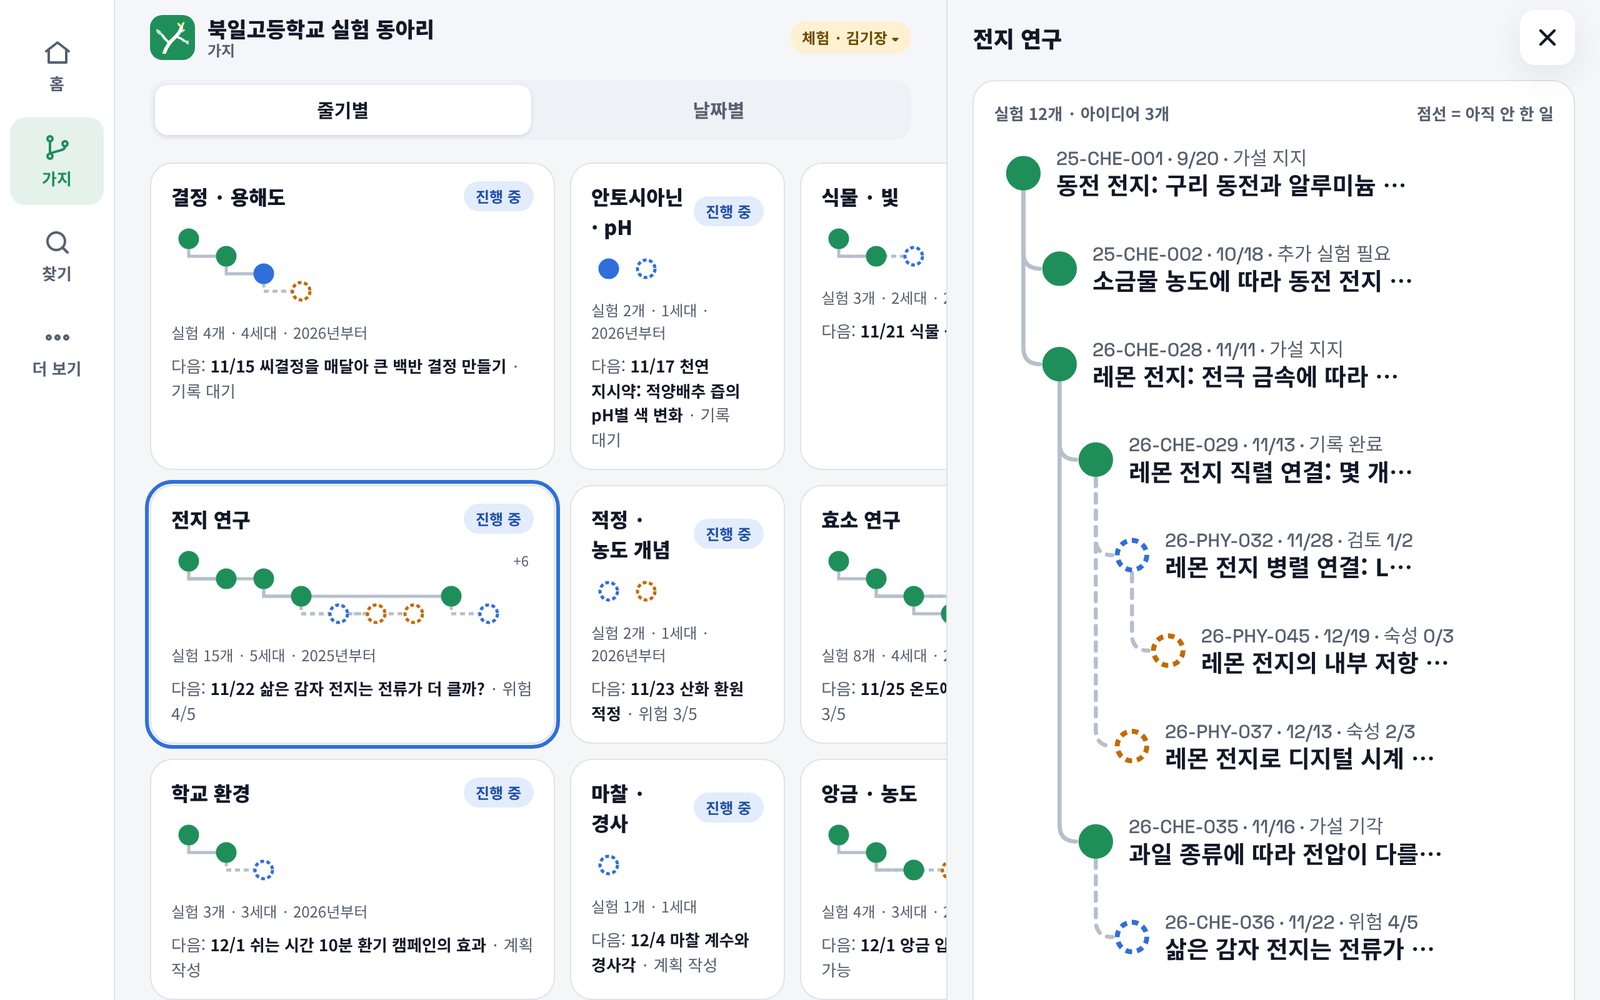 홈
가지
찾기
더 보기
북일고등학교 실험 동아리
가지
체험 · 김기장
줄기별
날짜별
결정 · 용해도
진행 중
실험 4개 · 4세대 · 2026년부터
다음: 11/15 씨결정을 매달아 큰 백반 결정 만들기 ·
기록 대기
안토시아닌
· pH
진행 중
실험 2개 · 1세대 ·
2026년부터
다음: 11/17 천연
지시약: 적양배추 즙의
pH별 색 변화 · 기록
대기
식물 · 빛
실험 3개 · 2세대 · 2
다음: 11/21 식물 ·
전지 연구
진행 중
+6
실험 15개 · 5세대 · 2025년부터
다음: 11/22 삶은 감자 전지는 전류가 더 클까? · 위험
4/5
적정 ·
농도 개념
진행 중
실험 2개 · 1세대 ·
2026년부터
다음: 11/23 산화 환원
적정 · 위험 3/5
효소 연구
실험 8개 · 4세대 · 2
다음: 11/25 온도에
3/5
학교 환경
진행 중
실험 3개 · 3세대 · 2026년부터
다음: 12/1 쉬는 시간 10분 환기 캠페인의 효과 · 계획
작성
마찰 ·
경사
진행 중
실험 1개 · 1세대
다음: 12/4 마찰 계수와
경사각 · 계획 작성
앙금 · 농도
실험 4개 · 3세대 · 2
다음: 12/1 앙금 입
가능
전지 연구
실험 12개 · 아이디어 3개
점선 = 아직 안 한 일
25-CHE-001 · 9/20 · 가설 지지
동전 전지: 구리 동전과 알루미늄 ···
25-CHE-002 · 10/18 · 추가 실험 필요
소금물 농도에 따라 동전 전지 ···
26-CHE-028 · 11/11 · 가설 지지
레몬 전지: 전극 금속에 따라 ···
26-CHE-029 · 11/13 · 기록 완료
레몬 전지 직렬 연결: 몇 개···
26-PHY-032 · 11/28 · 검토 1/2
레몬 전지 병렬 연결: L···
26-PHY-045 · 12/19 · 숙성 0/3
레몬 전지의 내부 저항 ···
26-PHY-037 · 12/13 · 숙성 2/3
레몬 전지로 디지털 시계 ···
26-CHE-035 · 11/16 · 가설 기각
과일 종류에 따라 전압이 다를···
26-CHE-036 · 11/22 · 위험 4/5
삶은 감자 전지는 전류가 ···